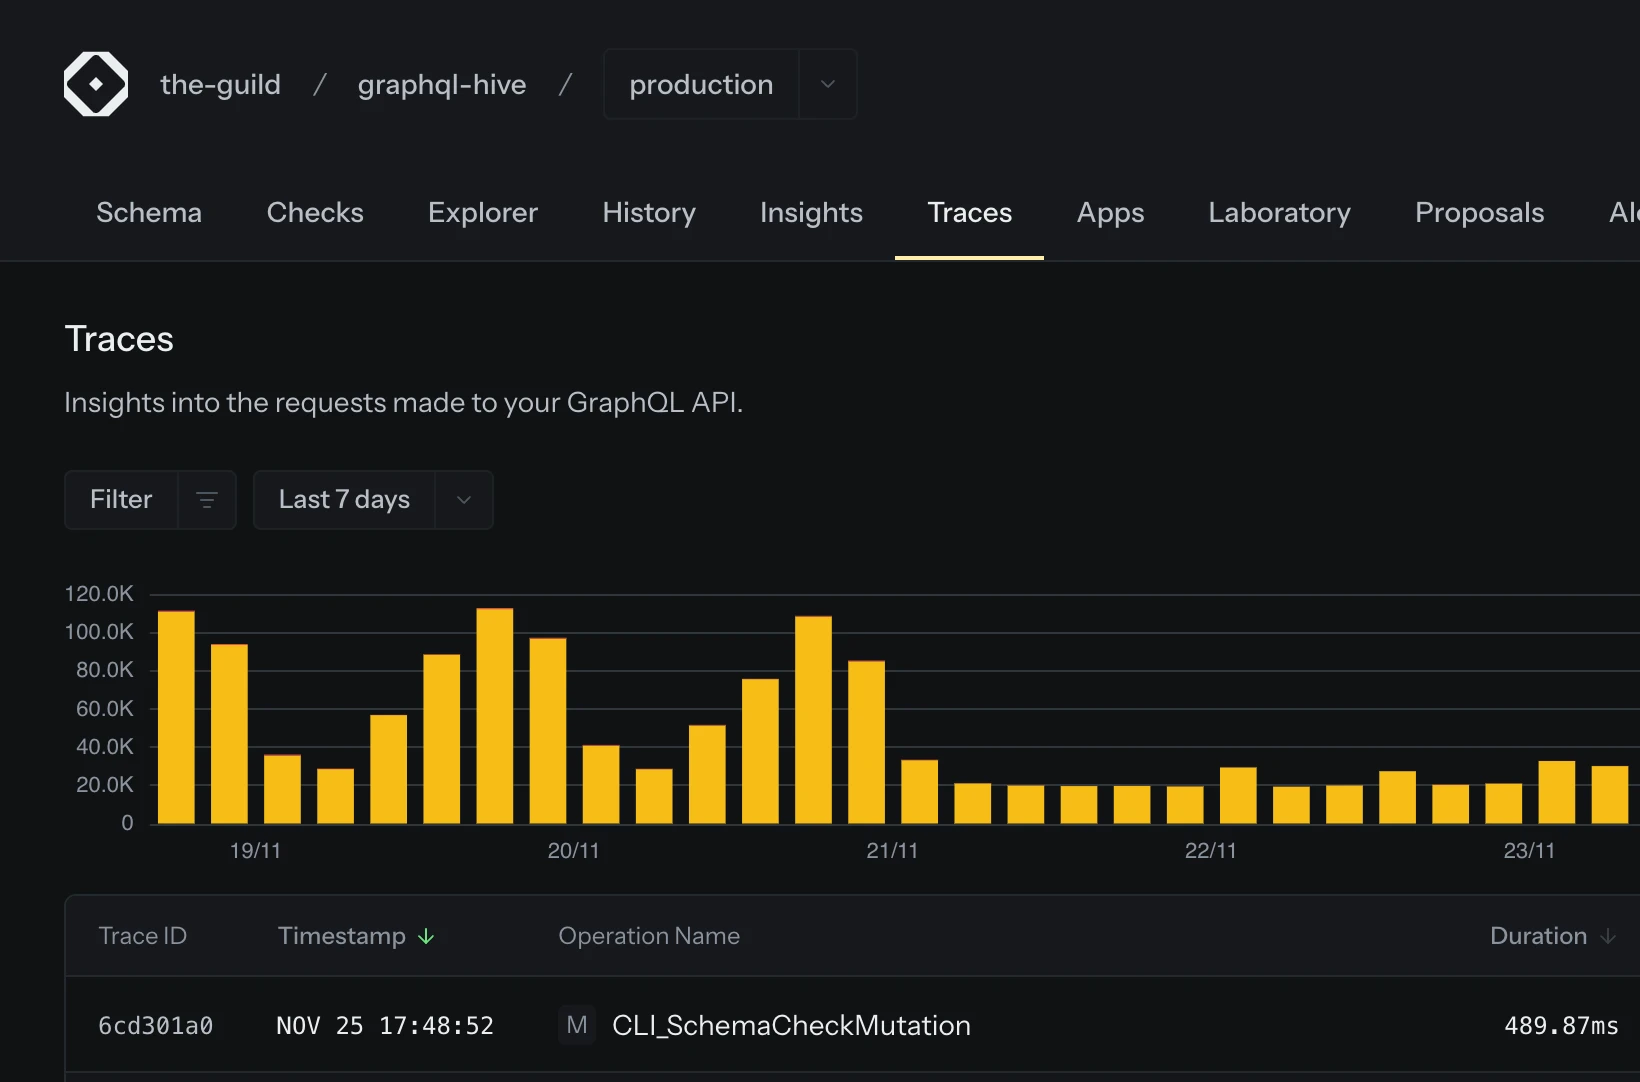 the-guild / graphql-hive / production
Schema Checks Explorer History Insights Traces Apps Laboratory Proposals
Traces
Insights into the requests made to your GraphQL API.
Filter Last 7 days
120.0K
100.0K
80.0K
60.0K
40.0K
20.0K
0
19/11 20/11 21/11 22/11 23/11
Trace ID Timestamp Operation Name Duration
6cd301a0 NOV 25 17:48:52 M CLI_SchemaCheckMutation 489.87ms